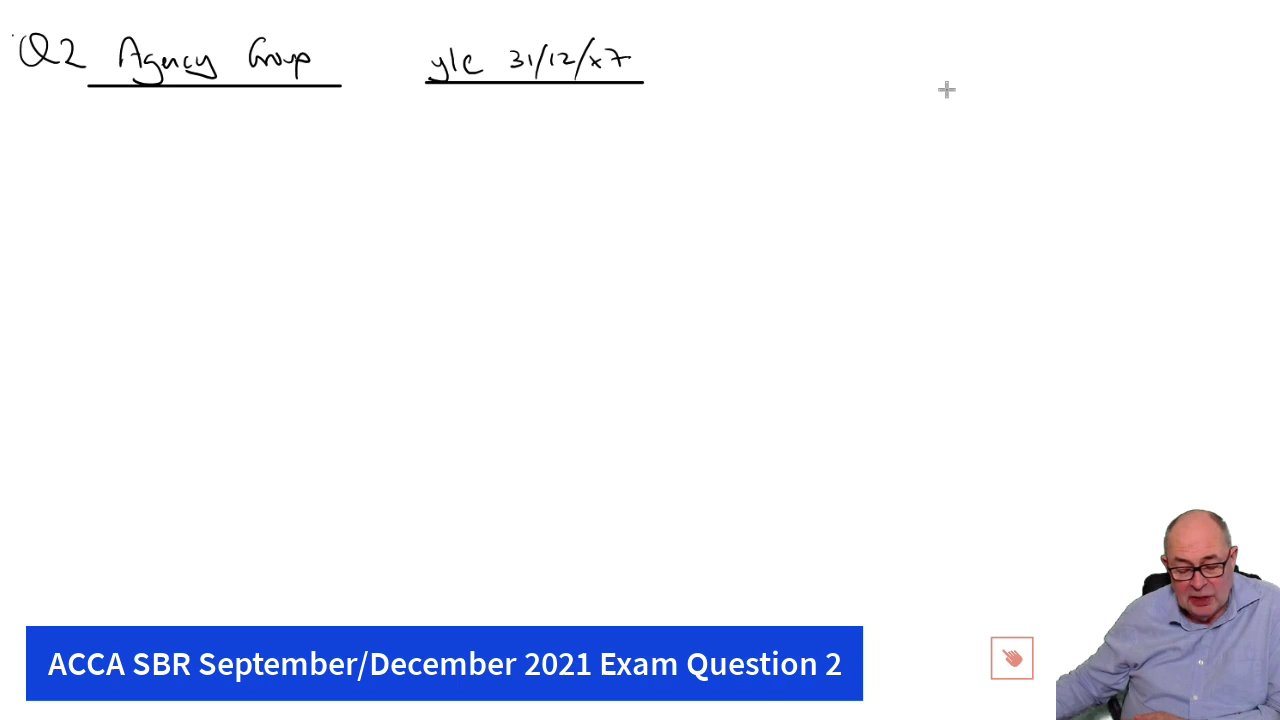 Q2 Agency Group y/e 31/12/x7
ACCA SBR September/December 2021 Exam Question 2